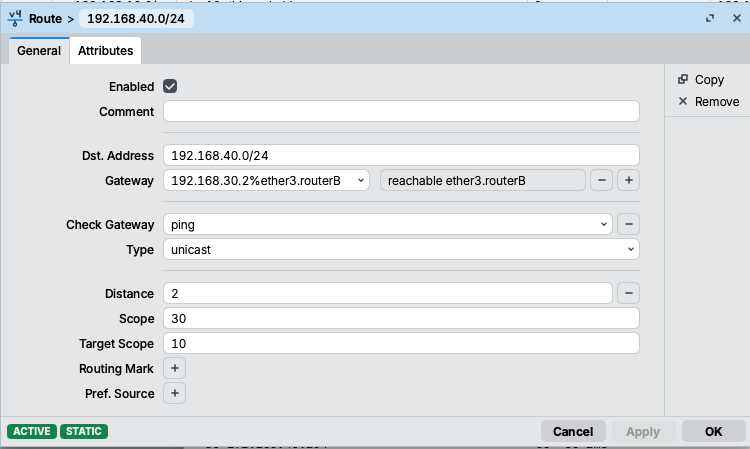 v4 Route > 192.168.40.0/24
General Attributes
Enabled
Copy
Comment
Remove
Dst. Address 192.168.40.0/24
Gateway 192.168.30.2%ether3.routerB reachable ether3.routerB
Check Gateway ping
Type unicast
Distance 2
Scope 30
Target Scope 10
Routing Mark
Pref. Source
ACTIVE STATIC Cancel Apply OK